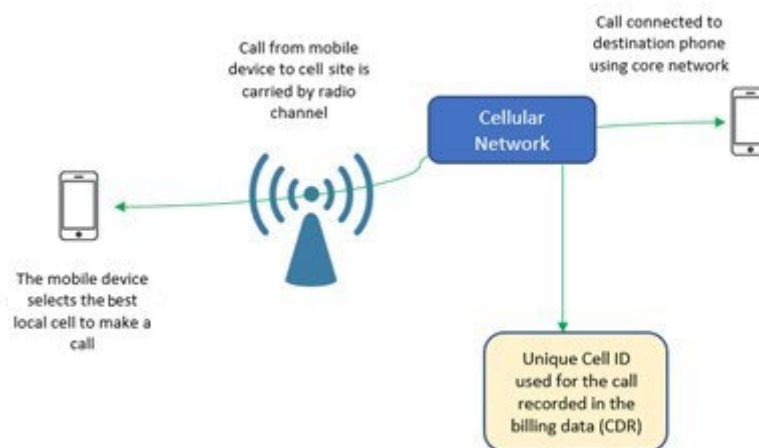 Call from mobile
device to cell site is
carried by radio
channel
Call connected to
destination phone
using core network
Cellular
Network
The mobile device
selects the best
local cell to make a
call
Unique Cell ID
used for the call
recorded in the
billing data (CDR)